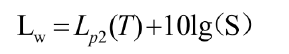 L_w = L_{p2}(T)+10lg(S)